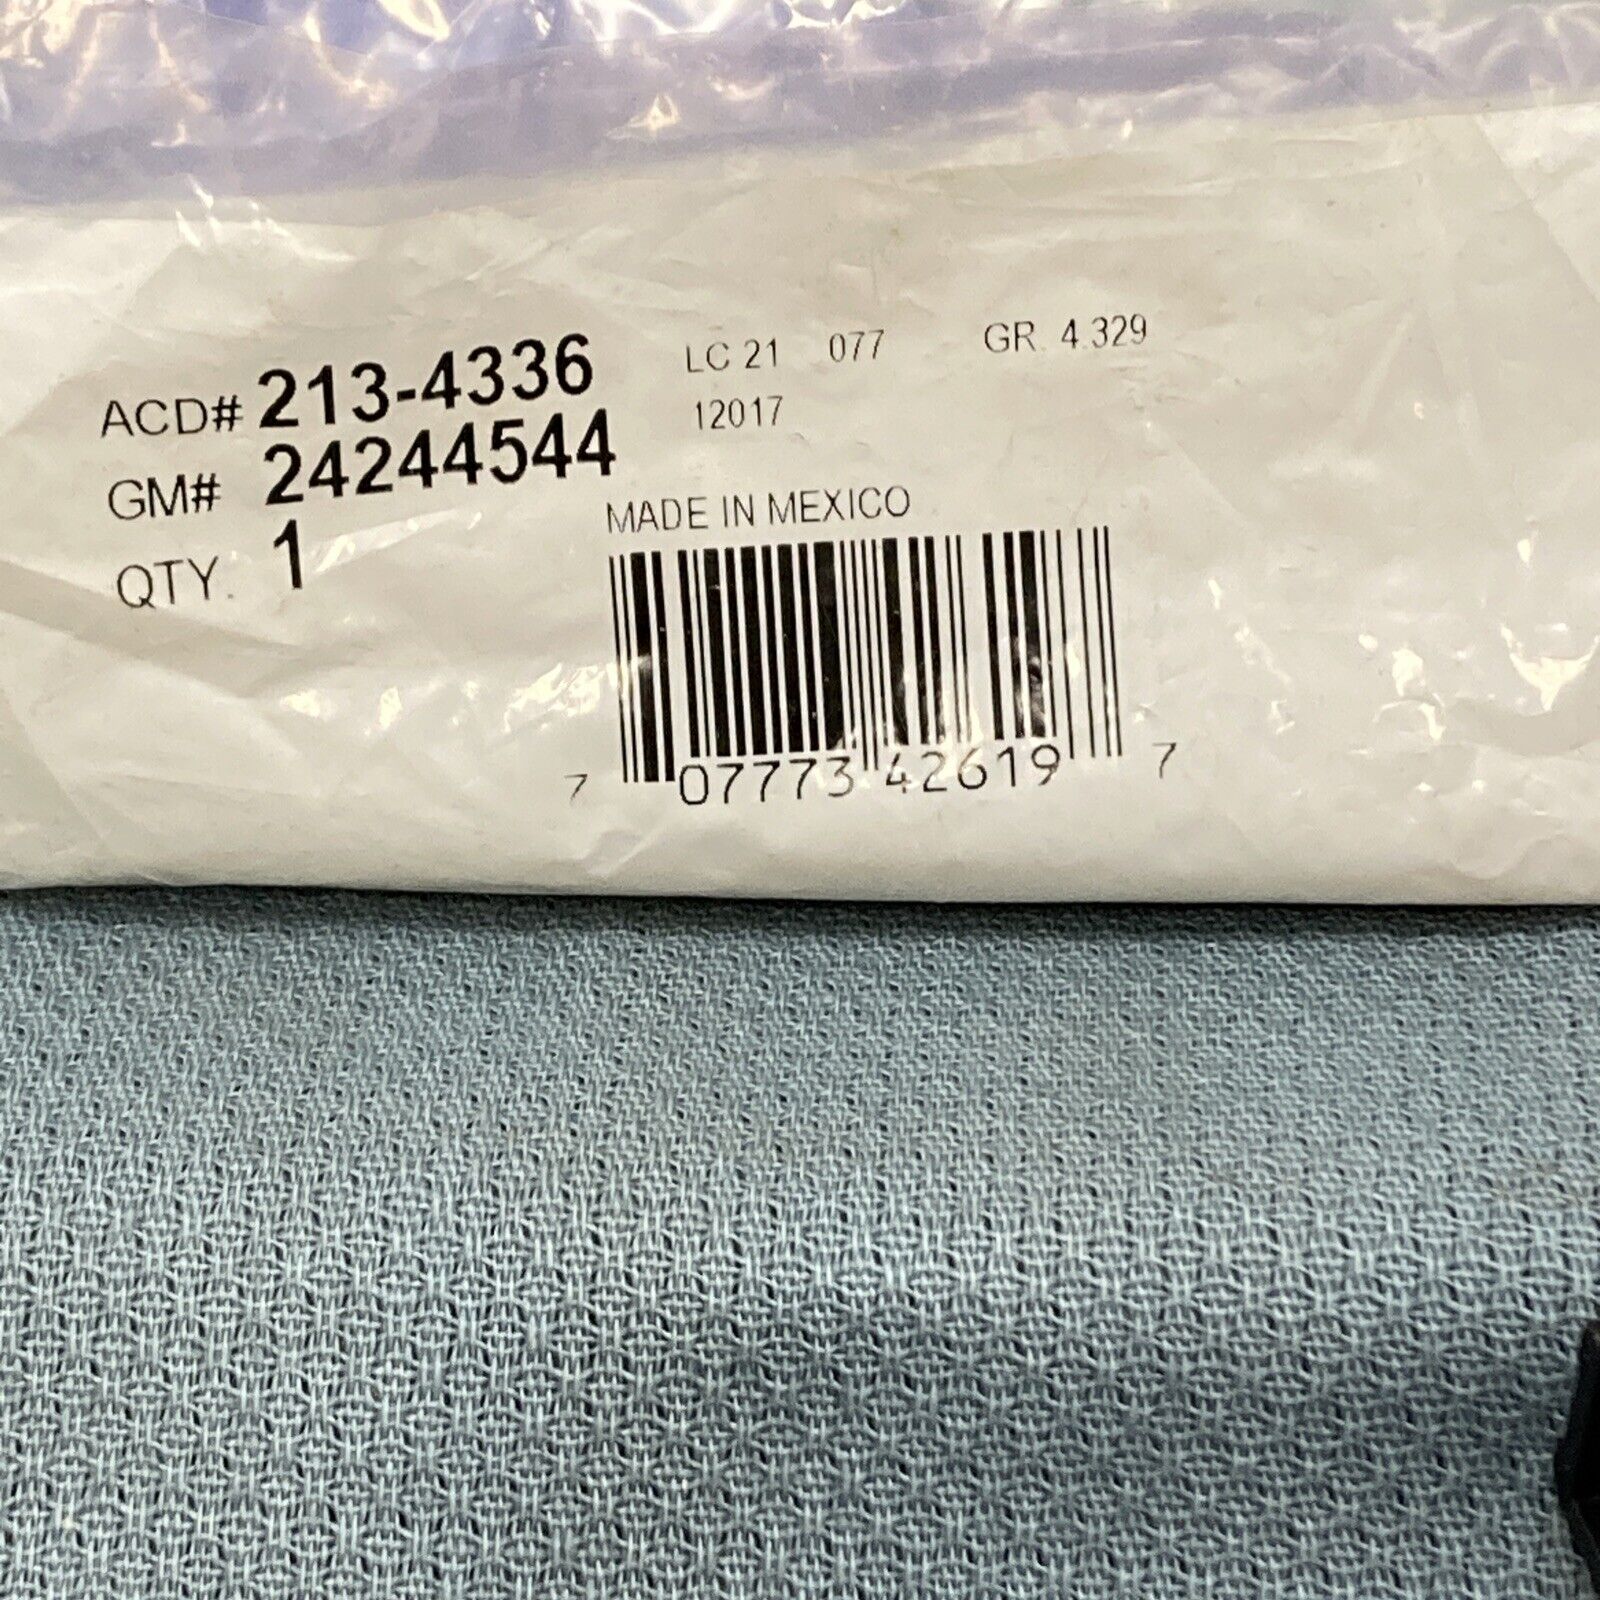 ACD# 213-4336
GM# 24244544
QTY. 1
LC 21 077 GR. 4.329
12017
MADE IN MEXICO
7 07773 42619 7